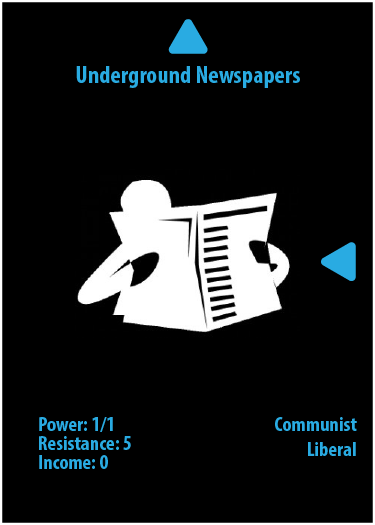 Underground Newspapers
Power: 1/1
Resistance: 5
Income: 0
Communist
Liberal